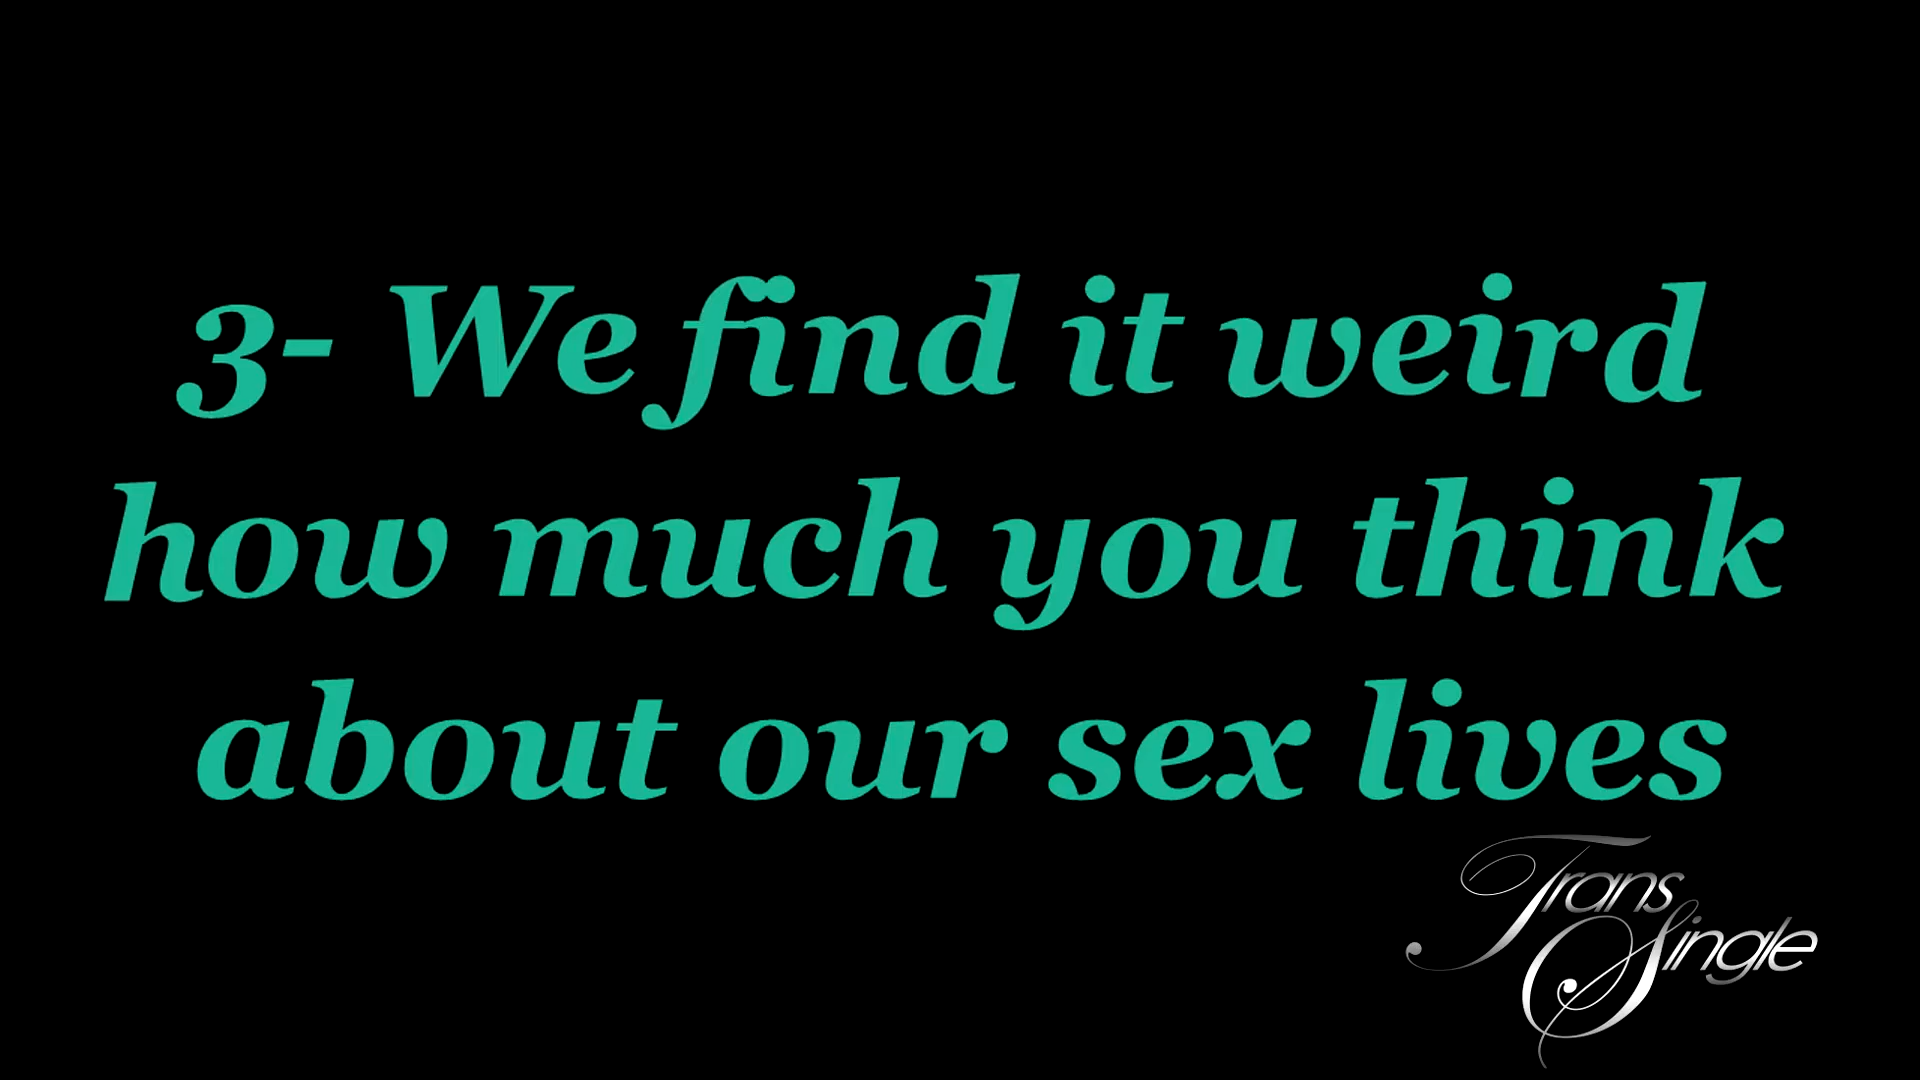 3- We find it weird
how much you think
about our sex lives
Trans
Single